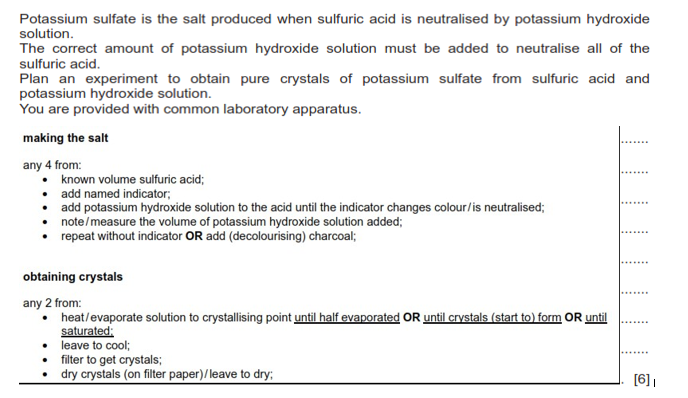 Potassium sulfate is the salt produced when sulfuric acid is neutralised by potassium hydroxide
solution.
The correct amount of potassium hydroxide solution must be added to neutralise all of the
sulfuric acid.
Plan an experiment to obtain pure crystals of potassium sulfate from sulfuric acid and
potassium hydroxide solution.
You are provided with common laboratory apparatus.
making the salt
any 4 from:
• known volume sulfuric acid;
• add named indicator;
• add potassium hydroxide solution to the acid until the indicator changes colour/is neutralised;
• note/measure the volume of potassium hydroxide solution added;
• repeat without indicator OR add (decolourising) charcoal;
obtaining crystals
any 2 from:
• heat/evaporate solution to crystallising point until half evaporated OR until crystals (start to) form OR until
saturated;
• leave to cool;
• filter to get crystals;
• dry crystals (on filter paper)/leave to dry;
[6]